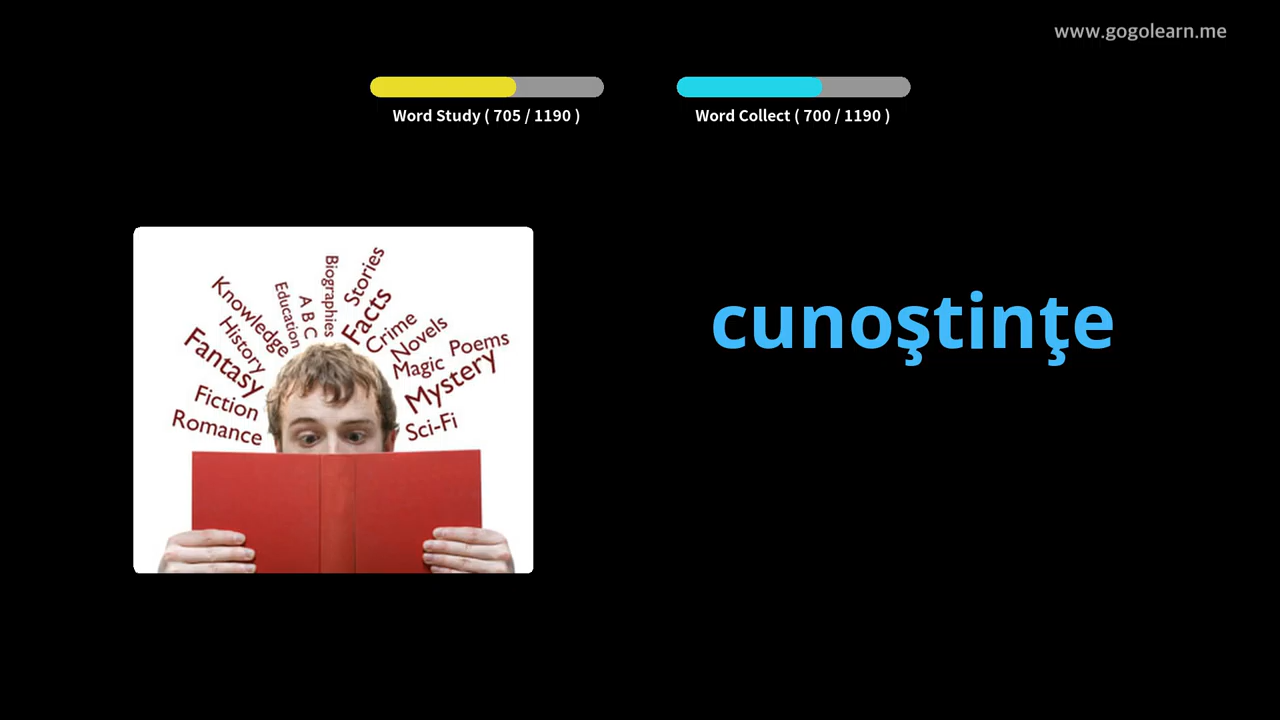 www.gogolearn.me
Word Study ( 705 / 1190 )
Word Collect ( 700 / 1190 )
Knowledge
Education
A B C
Biographies
Stories
Facts
History
Fantasy
Crime
Novels
Magic
Poems
Mystery
Fiction
Romance
Sci-Fi
cunoştinţe